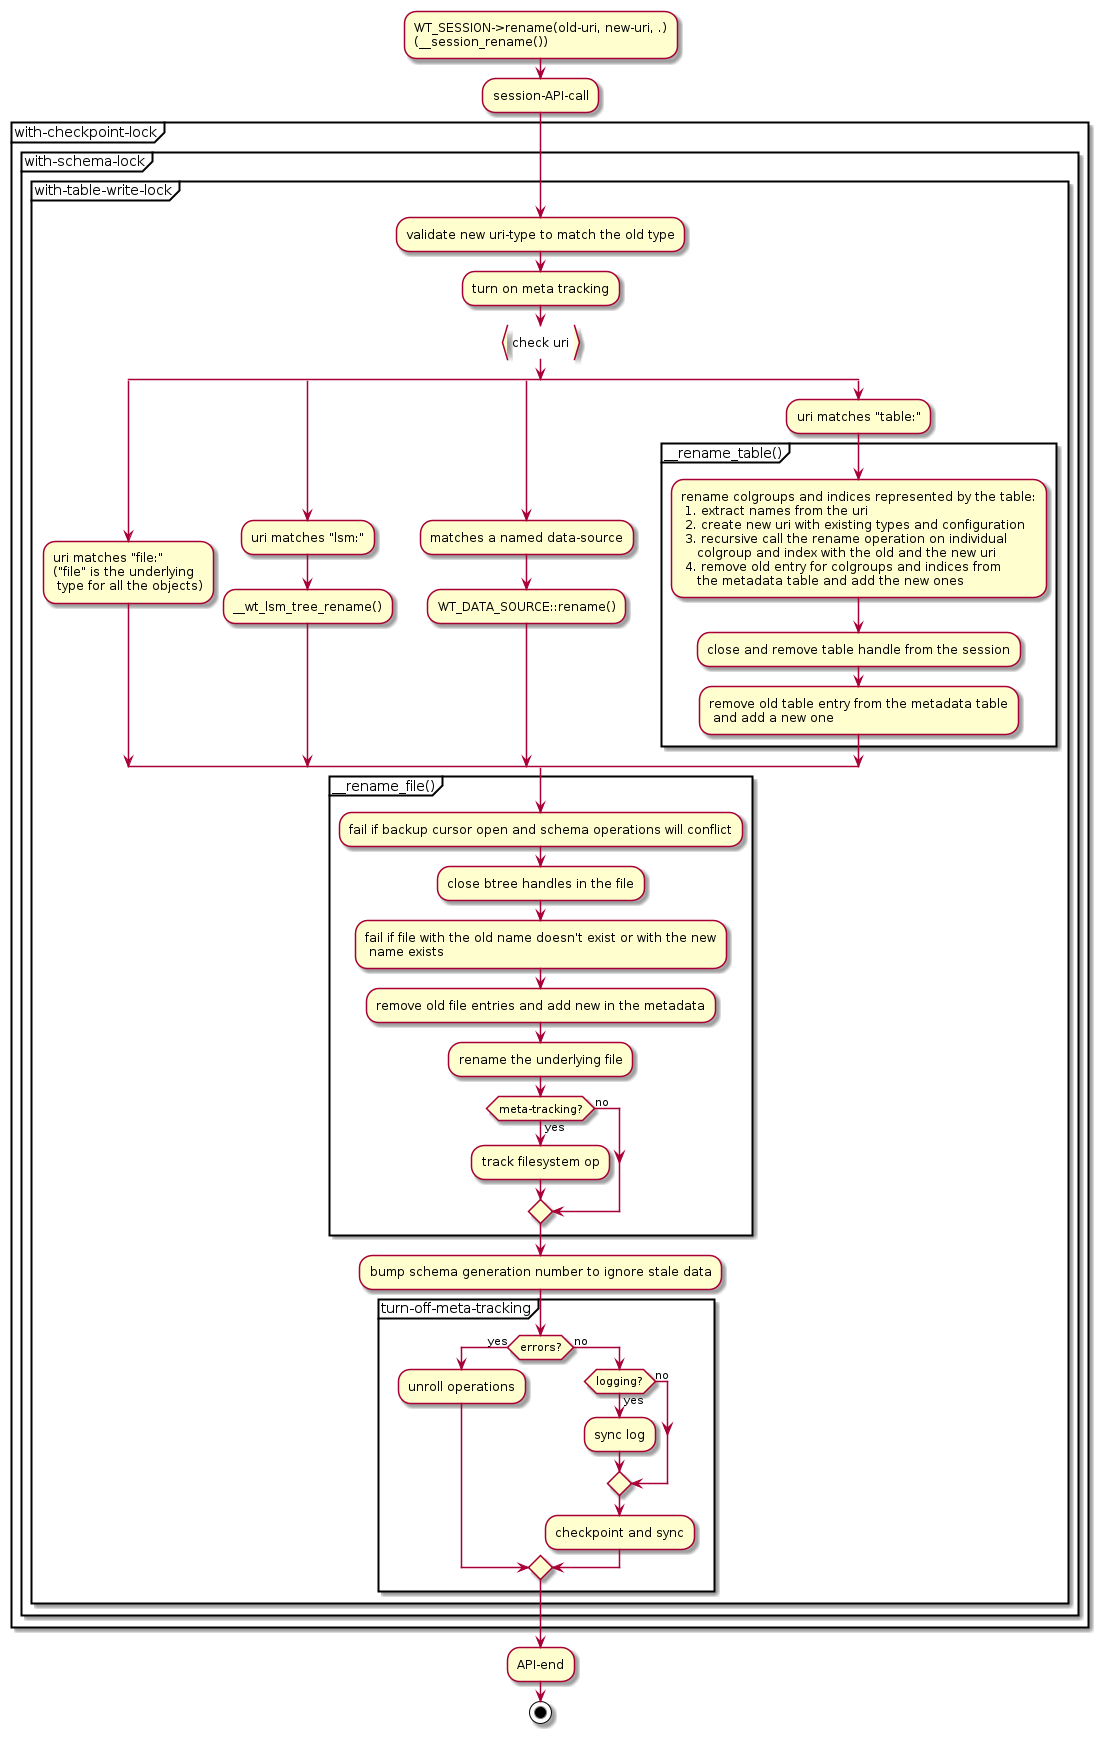 WT_SESSION->rename(old-uri, new-uri, .)
(__session_rename())
session-API-call
with-checkpoint-lock
with-schema-lock
with-table-write-lock
validate new uri-type to match the old type
turn on meta tracking
check uri
uri matches "file:"
("file" is the underlying
type for all the objects)
uri matches "lsm:"
__wt_lsm_tree_rename()
matches a named data-source
WT_DATA_SOURCE::rename()
uri matches "table:"
__rename_table()
rename colgroups and indices represented by the table:
1. extract names from the uri
2. create new uri with existing types and configuration
3. recursive call the rename operation on individual
colgroup and index with the old and the new uri
4. remove old entry for colgroups and indices from
the metadata table and add the new ones
close and remove table handle from the session
remove old table entry from the metadata table
and add a new one
__rename_file()
fail if backup cursor open and schema operations will conflict
close btree handles in the file
fail if file with the old name doesn't exist or with the new
name exists
remove old file entries and add new in the metadata
rename the underlying file
meta-tracking?
no
yes
track filesystem op
bump schema generation number to ignore stale data
turn-off-meta-tracking
yes
errors?
no
unroll operations
logging?
no
yes
sync log
checkpoint and sync
API-end